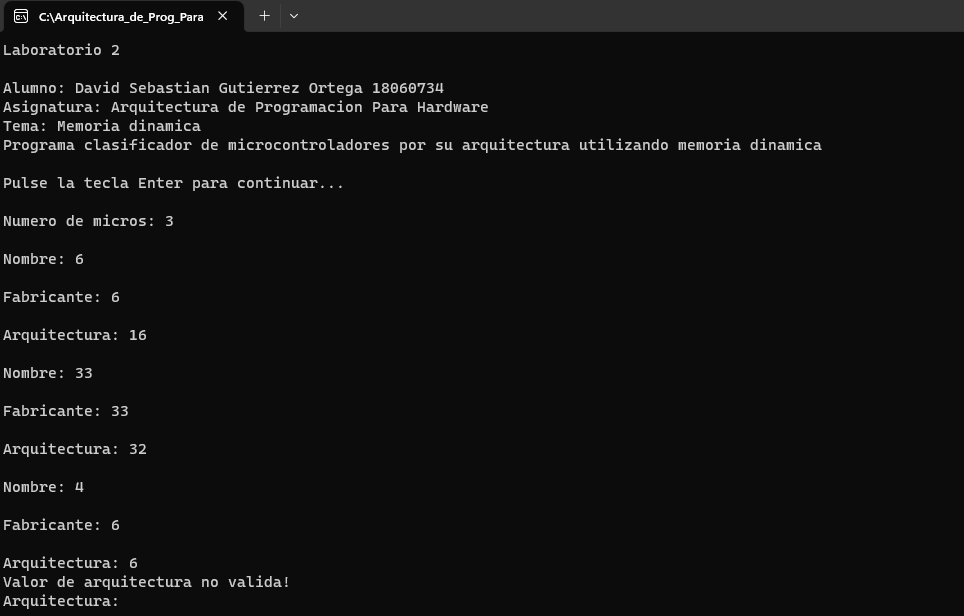 C:\Arquitectura_de_Prog_Para
Laboratorio 2
Alumno: David Sebastian Gutierrez Ortega 18060734
Asignatura: Arquitectura de Programacion Para Hardware
Tema: Memoria dinamica
Programa clasificador de microcontroladores por su arquitectura utilizando memoria dinamica
Pulse la tecla Enter para continuar...
Numero de micros: 3
Nombre: 6
Fabricante: 6
Arquitectura: 16
Nombre: 33
Fabricante: 33
Arquitectura: 32
Nombre: 4
Fabricante: 6
Arquitectura: 6
Valor de arquitectura no valida!
Arquitectura: